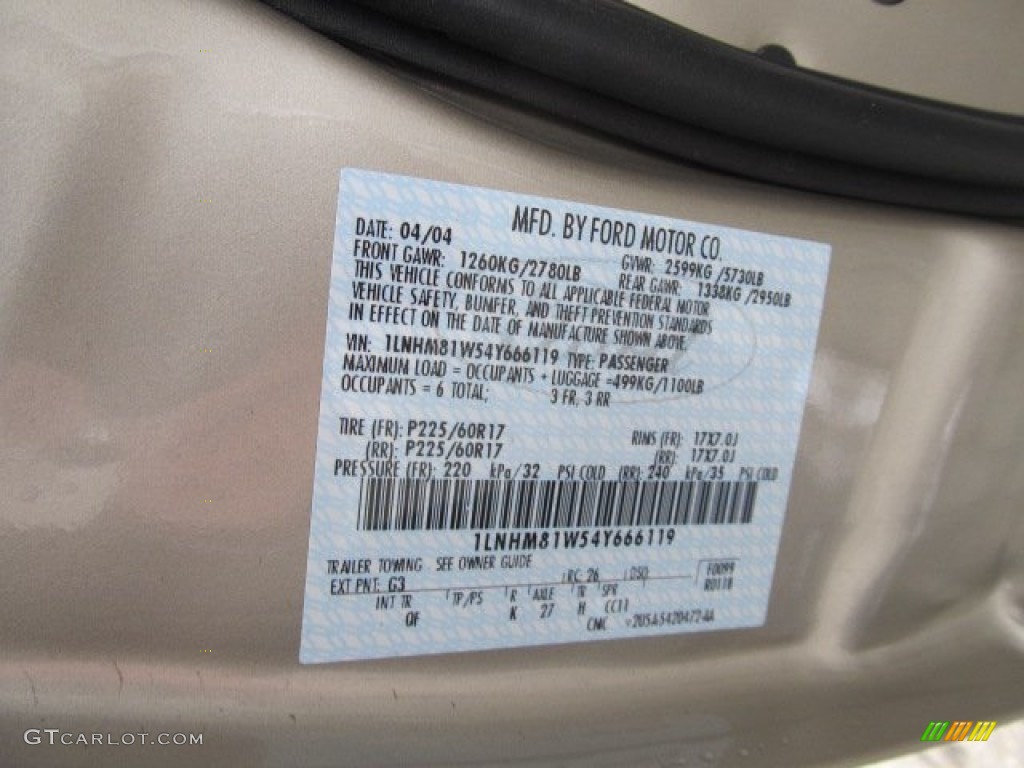 MFD. BY FORD MOTOR CO.
DATE: 04/04 GVWR: 2599KG /5730LB
FRONT GAWR: 1260KG/2780LB REAR GAWR: 1338KG /2950LB
THIS VEHICLE CONFORMS TO ALL APPLICABLE FEDERAL MOTOR
VEHICLE SAFETY, BUMPER, AND THEFT PREVENTION STANDARDS
IN EFFECT ON THE DATE OF MANUFACTURE SHOWN ABOVE.
VIN: 1LNHM81W54Y666119 TYPE: PASSENGER
MAXIMUM LOAD = OCCUPANTS + LUGGAGE =499KG/1100LB
OCCUPANTS = 6 TOTAL; 3 FR, 3 RR
TIRE (FR): P225/60R17 RIMS (FR): 17X7.0J
(RR): P225/60R17 (RR): 17X7.0J
PRESSURE (FR): 220 kPa/32 PSI COLD (RR): 240 kPa/35 PSI COLD
1LNHM81W54Y666119
TRAILER TOWING SEE OWNER GUIDE
EXT PNT: G3 RC: 26 DSO: F0099
R0118
INT TR TP/PS R AXLE TR SPR
OF K 27 H CC11
CMC
GTCARLOT.COM